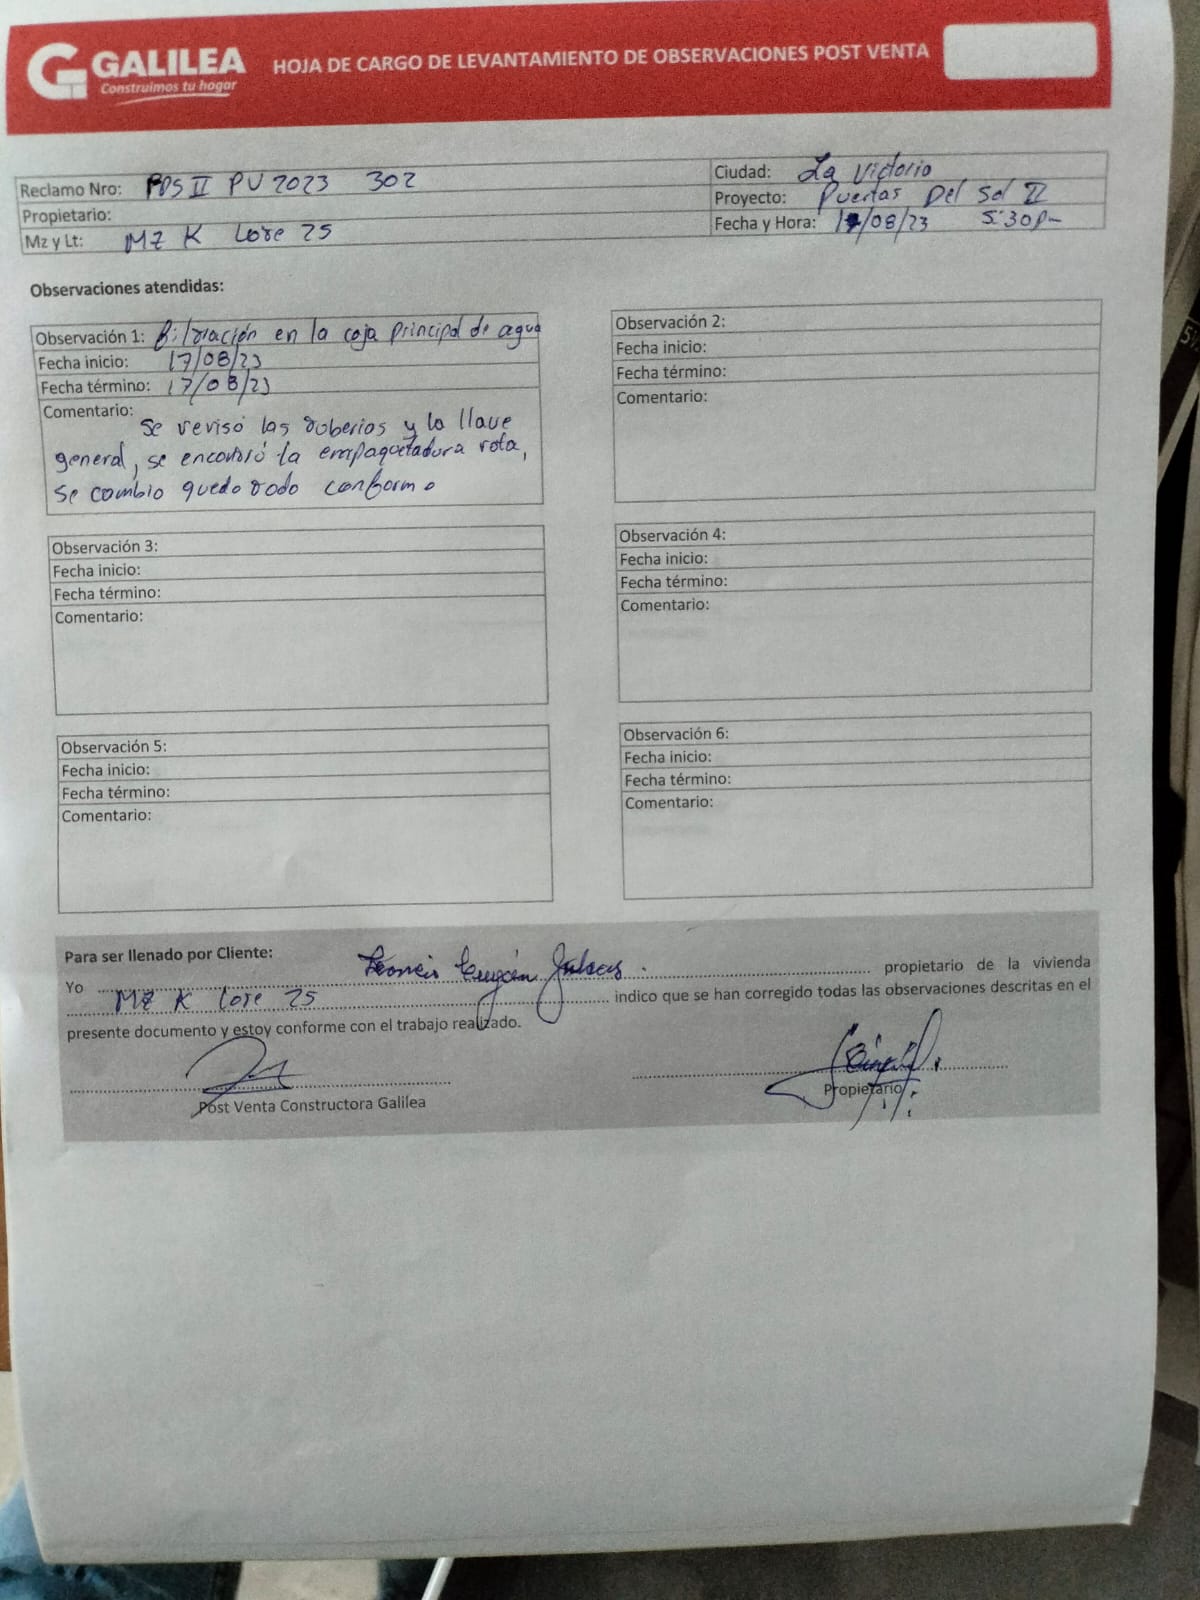 GALILEA
Construimos tu hogar
HOJA DE CARGO DE LEVANTAMIENTO DE OBSERVACIONES POST VENTA
Reclamo Nro: PDS II PV 2023 302
Propietario:
Mz y Lt: MZ K Lote 25
Ciudad: La Victoria
Proyecto: Puertas Del Sol II
Fecha y Hora: 17/08/23 5:30pm
Observaciones atendidas:
Observación 1: Filtración en la caja principal de agua
Fecha inicio: 17/08/23
Fecha término: 17/08/23
Comentario:
Se revisó las tuberias y la llave
general, se encontró la empaquetadura rota,
se cambio quedo todo conforme
Observación 2:
Fecha inicio:
Fecha término:
Comentario:
Observación 3:
Fecha inicio:
Fecha término:
Comentario:
Observación 4:
Fecha inicio:
Fecha término:
Comentario:
Observación 5:
Fecha inicio:
Fecha término:
Comentario:
Observación 6:
Fecha inicio:
Fecha término:
Comentario:
Para ser llenado por Cliente:
Yo propietario de la vivienda
MZ K Lote 25 indico que se han corregido todas las observaciones descritas en el
presente documento y estoy conforme con el trabajo realizado.
Post Venta Constructora Galilea
Propietario